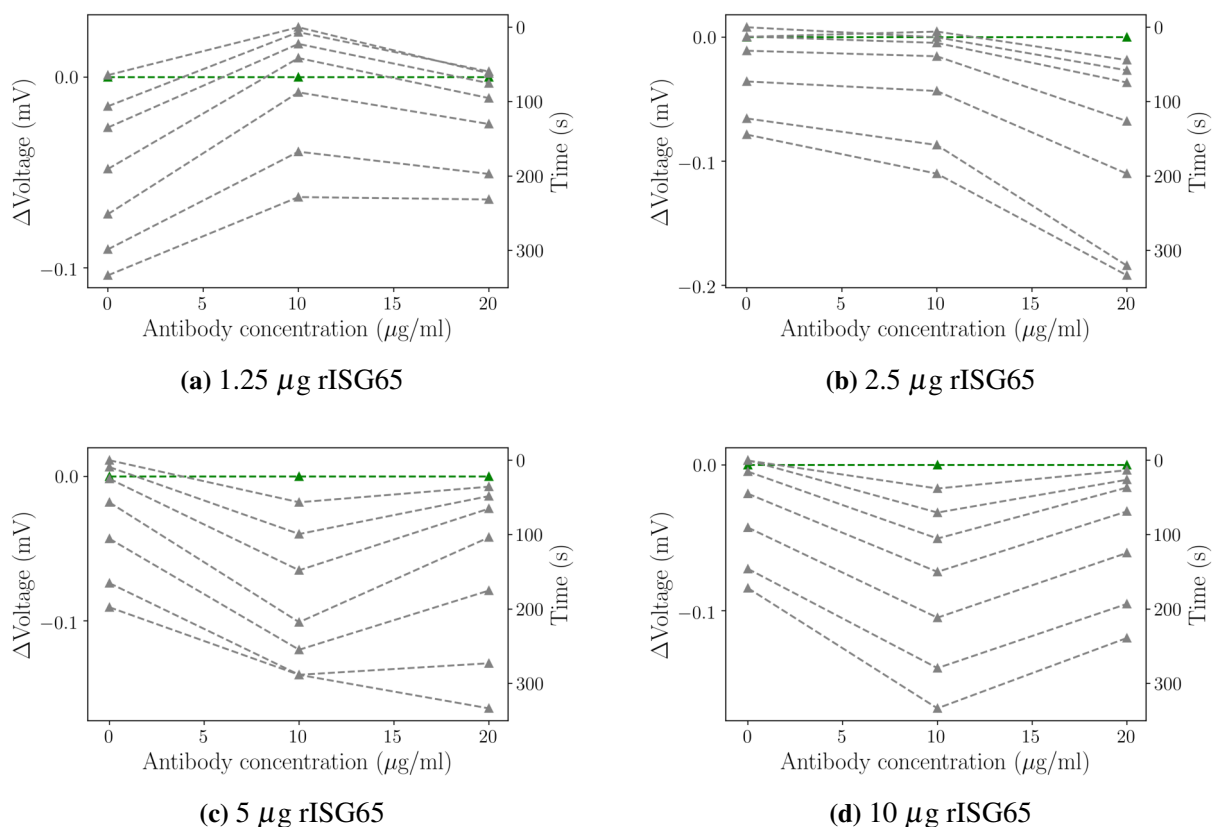 0.0
−0.1
ΔVoltage (mV)
0
100
200
300
Time (s)
0 5 10 15 20
Antibody concentration (μg/ml)
(a) 1.25 μg rISG65
0.0
−0.1
−0.2
ΔVoltage (mV)
0
100
200
300
Time (s)
0 5 10 15 20
Antibody concentration (μg/ml)
(b) 2.5 μg rISG65
0.0
−0.1
ΔVoltage (mV)
0
100
200
300
Time (s)
0 5 10 15 20
Antibody concentration (μg/ml)
(c) 5 μg rISG65
0.0
−0.1
ΔVoltage (mV)
0
100
200
300
Time (s)
0 5 10 15 20
Antibody concentration (μg/ml)
(d) 10 μg rISG65